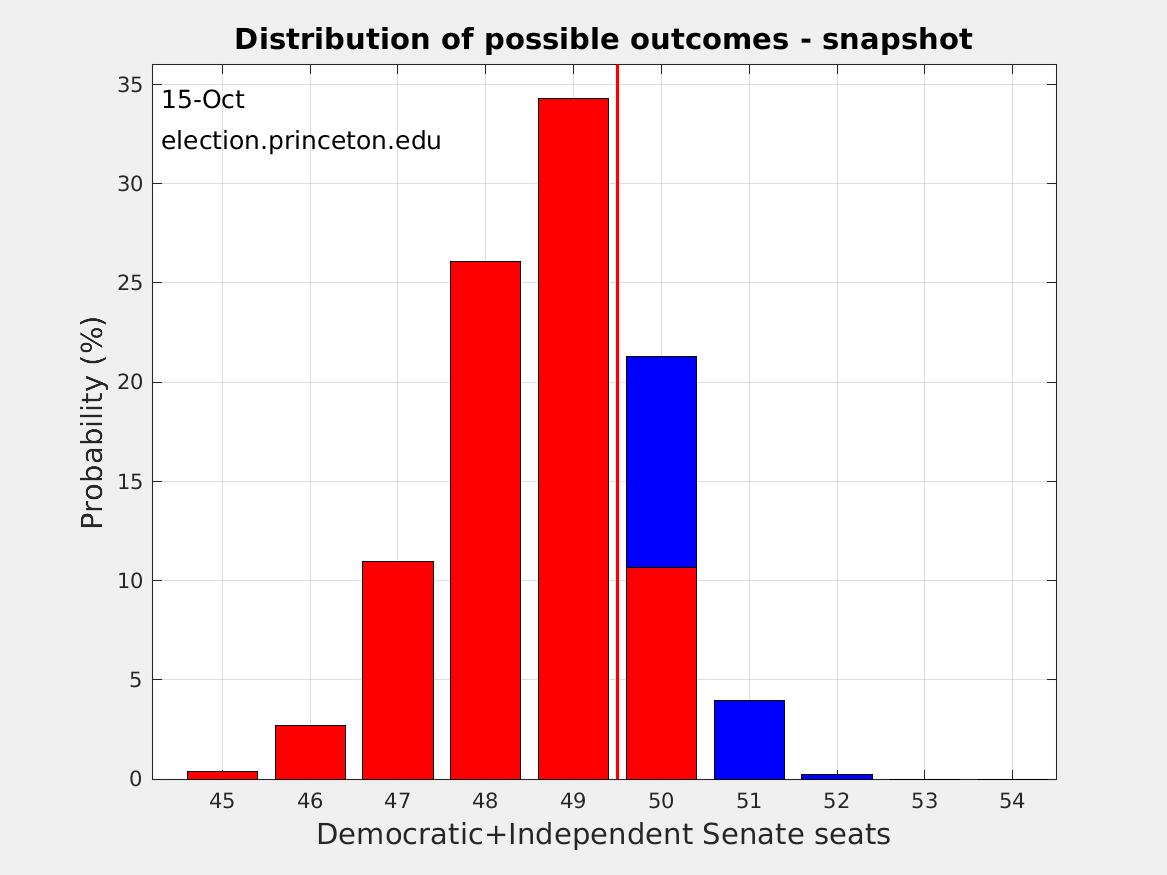 Distribution of possible outcomes - snapshot
15-Oct
election.princeton.edu
35
30
25
20
15
10
5
0
Probability (%)
45 46 47 48 49 50 51 52 53 54
Democratic+Independent Senate seats